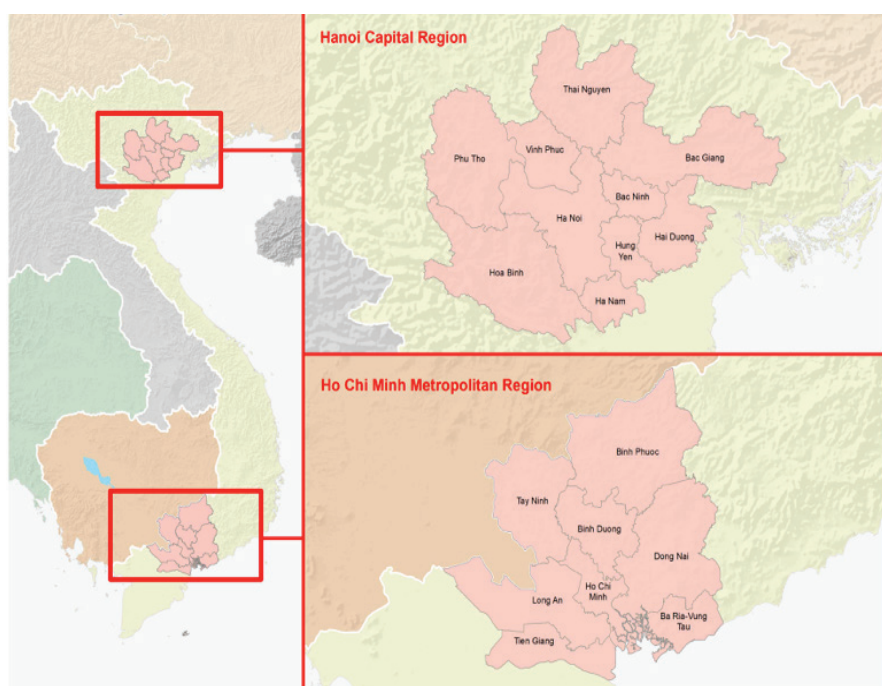 Hanoi Capital Region
Thai Nguyen
Phu Tho
Vinh Phuc
Bac Giang
Bac Ninh
Ha Noi
Hung
Yen
Hai Duong
Hoa Binh
Ha Nam
Ho Chi Minh Metropolitan Region
Binh Phuoc
Tay Ninh
Binh Duong
Dong Nai
Long An
Ho Chi
Minh
Ba Ria-Vung
Tau
Tien Giang